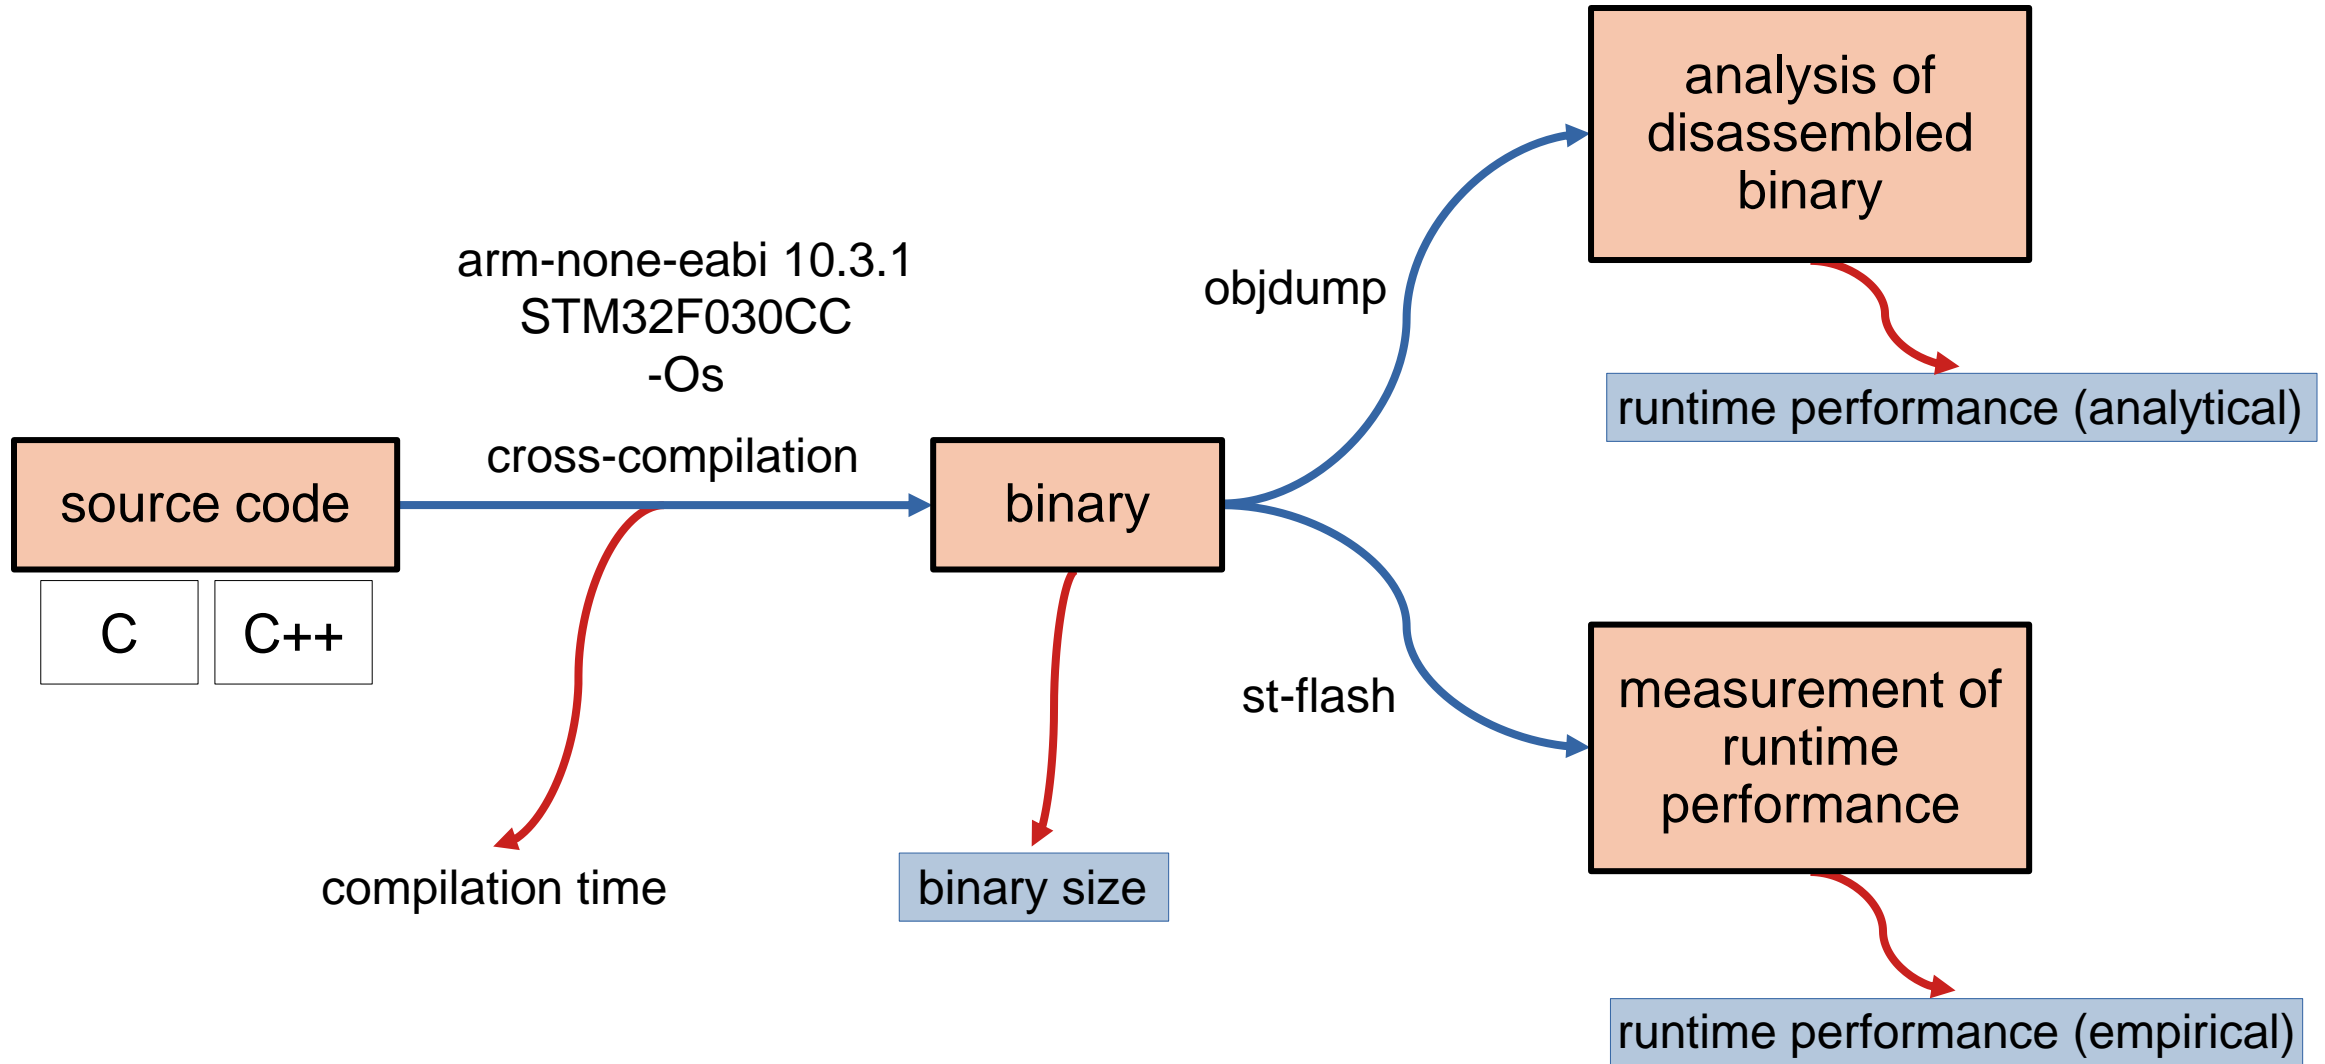 analysis of
disassembled
binary
arm-none-eabi 10.3.1
STM32F030CC
-Os
objdump
runtime performance (analytical)
cross-compilation
source code
binary
C
C++
st-flash
measurement of
runtime
performance
compilation time
binary size
runtime performance (empirical)